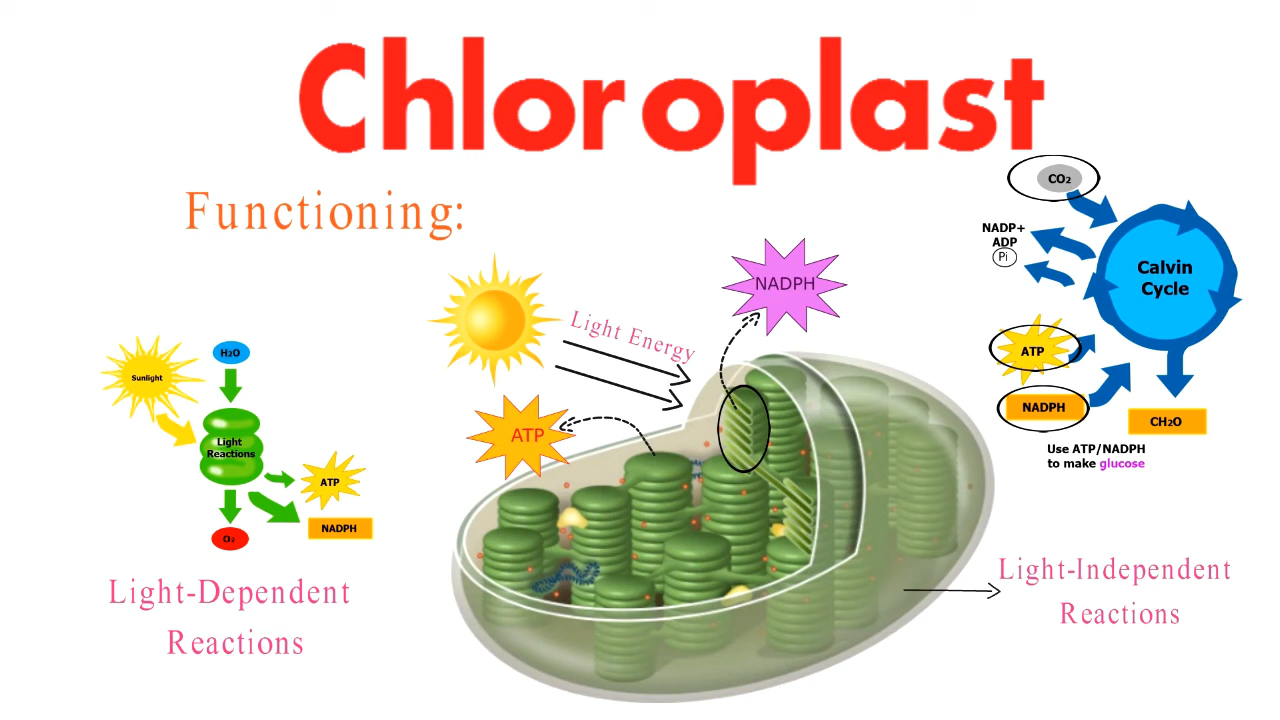 Chloroplast
Functioning:
CO₂
NADP+
ADP
Pi
Calvin
Cycle
ATP
NADPH
CH₂O
Use ATP/NADPH
to make glucose
NADPH
Light Energy
ATP
Sunlight
H₂O
Light
Reactions
ATP
NADPH
O₂
Light-Dependent
Reactions
Light-Independent
Reactions